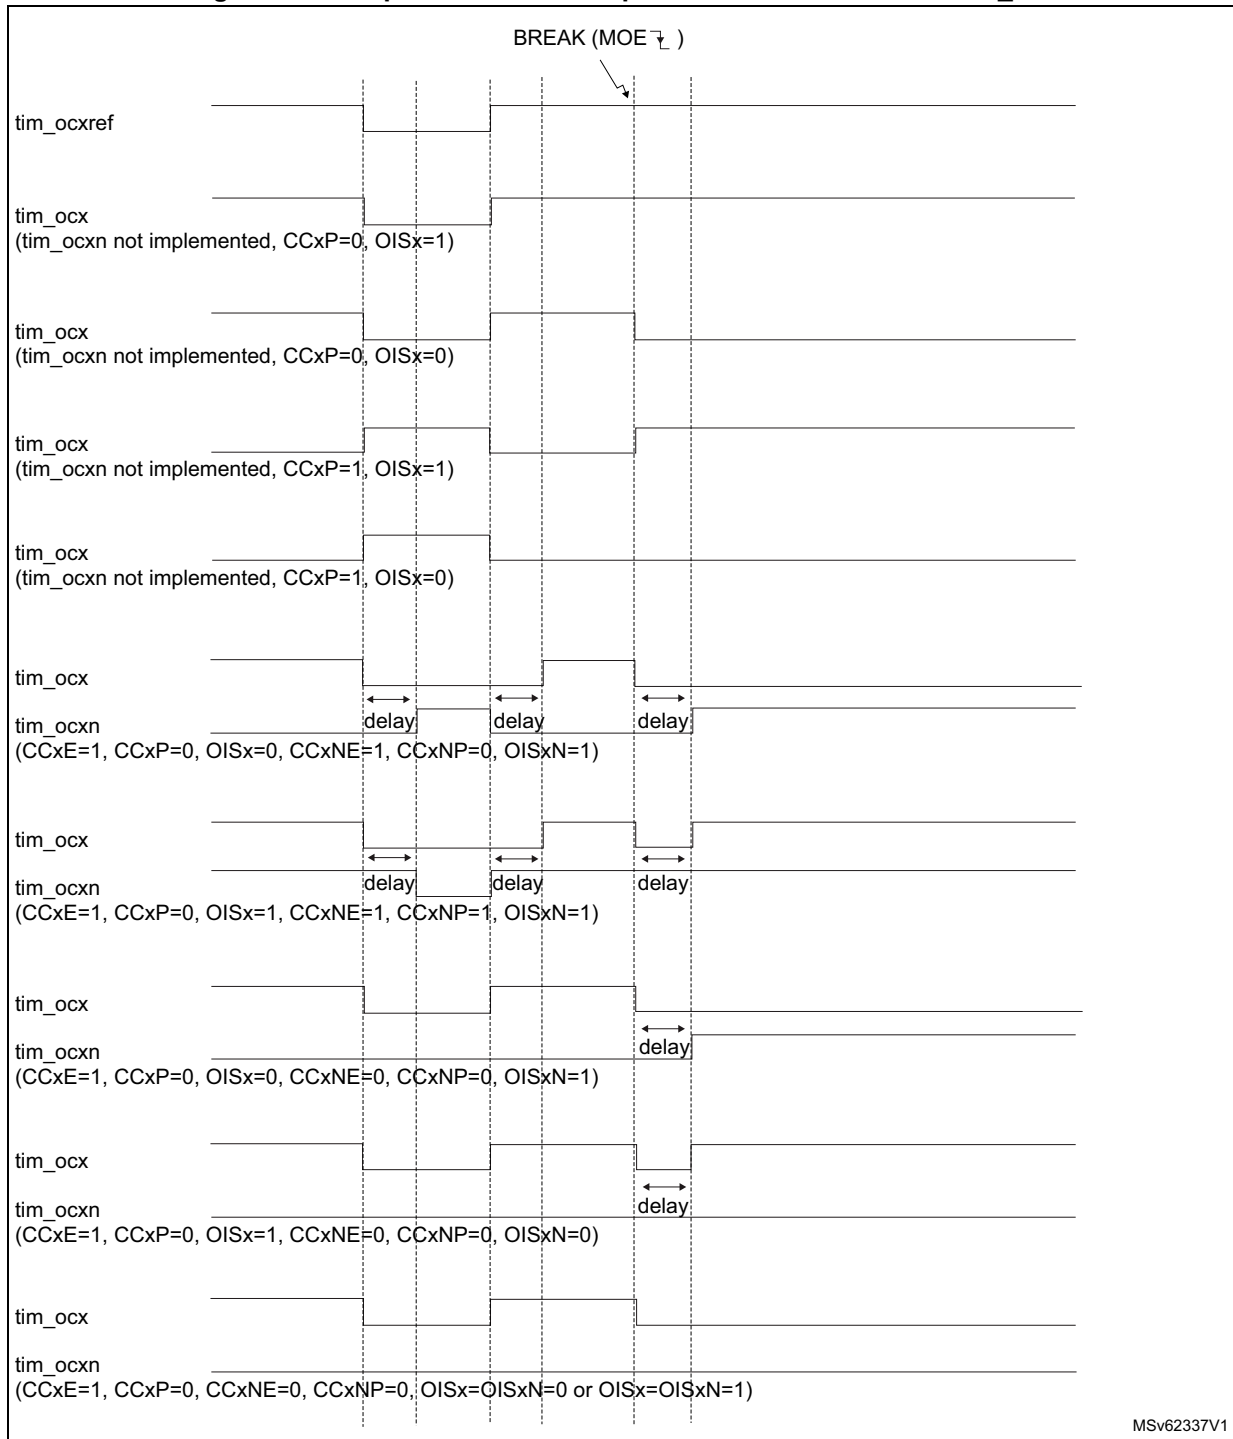 BREAK (MOE )
tim_ocxref
tim_ocx
(tim_ocxn not implemented, CCxP=0, OISx=1)
tim_ocx
(tim_ocxn not implemented, CCxP=0, OISx=0)
tim_ocx
(tim_ocxn not implemented, CCxP=1, OISx=1)
tim_ocx
(tim_ocxn not implemented, CCxP=1, OISx=0)
tim_ocx
delay delay delay
tim_ocxn
(CCxE=1, CCxP=0, OISx=0, CCxNE=1, CCxNP=0, OISxN=1)
tim_ocx
delay delay delay
tim_ocxn
(CCxE=1, CCxP=0, OISx=1, CCxNE=1, CCxNP=1, OISxN=1)
tim_ocx
delay
tim_ocxn
(CCxE=1, CCxP=0, OISx=0, CCxNE=0, CCxNP=0, OISxN=1)
tim_ocx
delay
tim_ocxn
(CCxE=1, CCxP=0, OISx=1, CCxNE=0, CCxNP=0, OISxN=0)
tim_ocx
tim_ocxn
(CCxE=1, CCxP=0, CCxNE=0, CCxNP=0, OISx=OISxN=0 or OISx=OISxN=1)
MSv62337V1